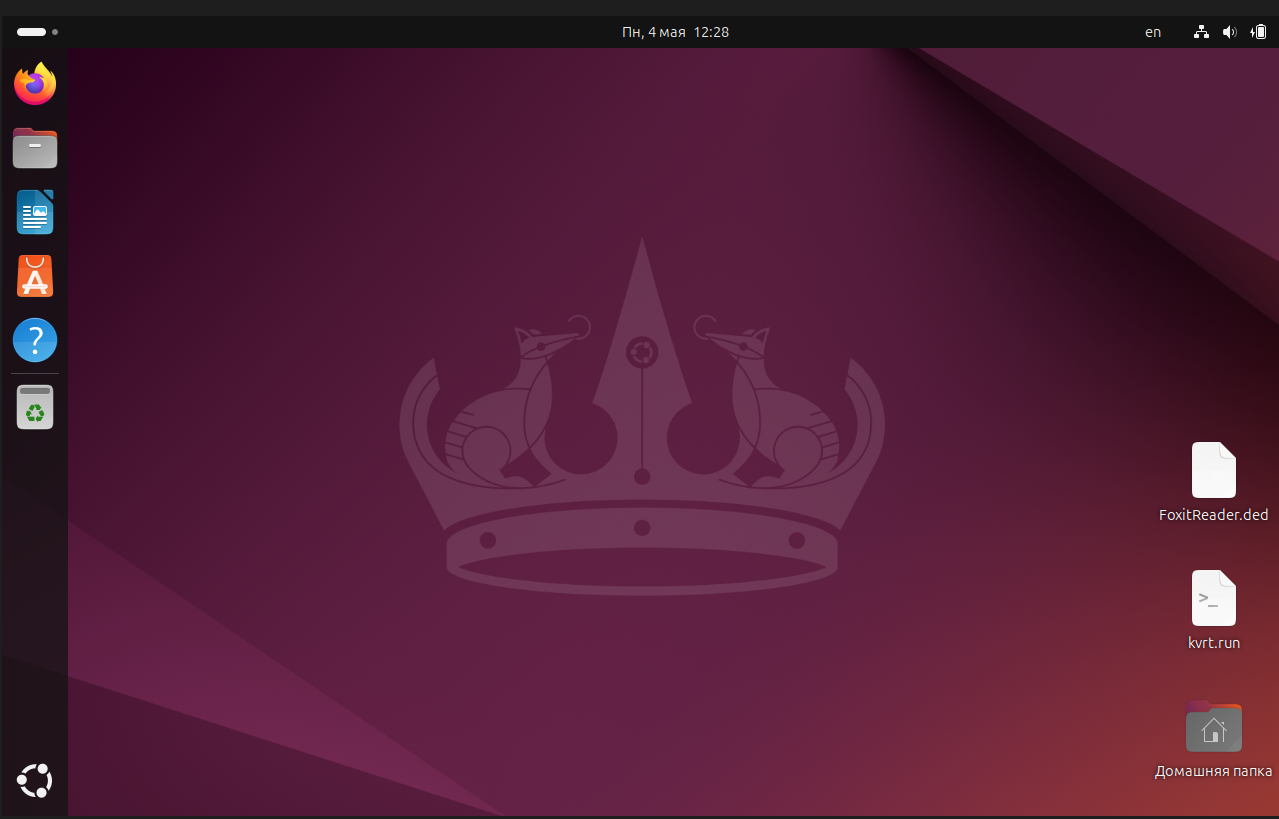 Пн, 4 мая 12:28
en
?
FoxitReader.ded
>_
kvrt.run
Домашняя папка